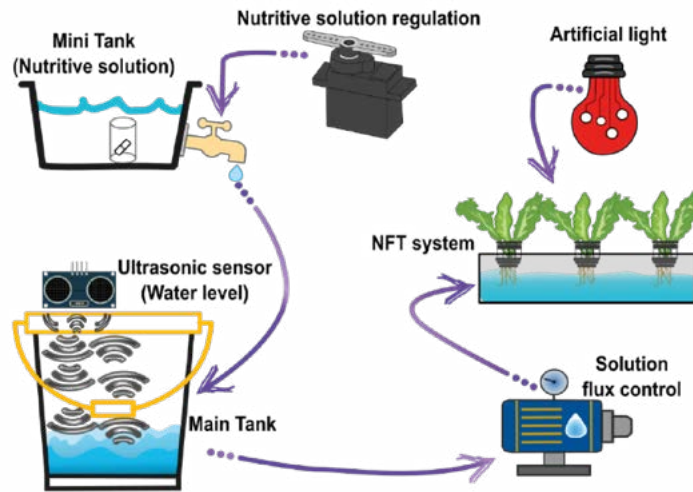 Nutritive solution regulation
Mini Tank
(Nutritive solution)
Artificial light
NFT system
Ultrasonic sensor
(Water level)
Solution
flux control
Main Tank